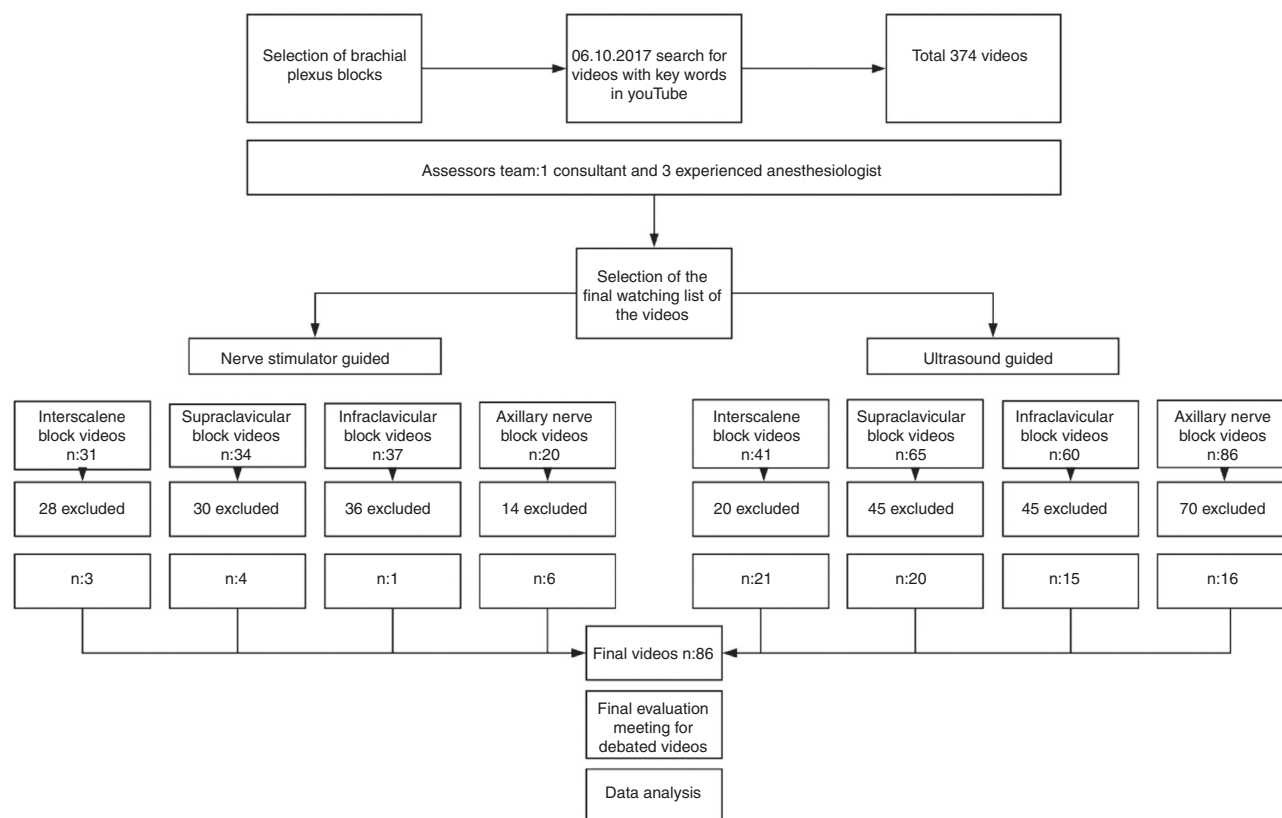 Selection of brachial
plexus blocks
06.10.2017 search for
videos with key words
in youTube
Total 374 videos
Assessors team:1 consultant and 3 experienced anesthesiologist
Selection of the
final watching list of
the videos
Nerve stimulator guided
Ultrasound guided
Interscalene
block videos
n:31
Supraclavicular
block videos
n:34
Infraclavicular
block videos
n:37
Axillary nerve
block videos
n:20
Interscalene
block videos
n:41
Supraclavicular
block videos
n:65
Infraclavicular
block videos
n:60
Axillary nerve
block videos
n:86
28 excluded
30 excluded
36 excluded
14 excluded
20 excluded
45 excluded
45 excluded
70 excluded
n:3
n:4
n:1
n:6
n:21
n:20
n:15
n:16
Final videos n:86
Final evaluation
meeting for
debated videos
Data analysis